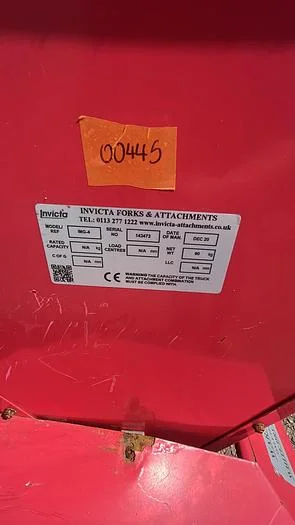 00445
Invicta INVICTA FORKS & ATTACHMENTS
TEL: 0113 277 1222 www.invicta-attachments.co.uk
MODEL/ REF IMG-4 SERIAL NO 142473 DATE OF MAN. DEC 20
RATED CAPACITY N/A kg LOAD CENTRES N/A mm NET WT 80 kg
C OF G N/A mm N/A mm LLC N/A mm
CE WARNING THE CAPACITY OF THE TRUCK
AND ATTACHMENT COMBINATION
MUST BE COMPLIED WITH.